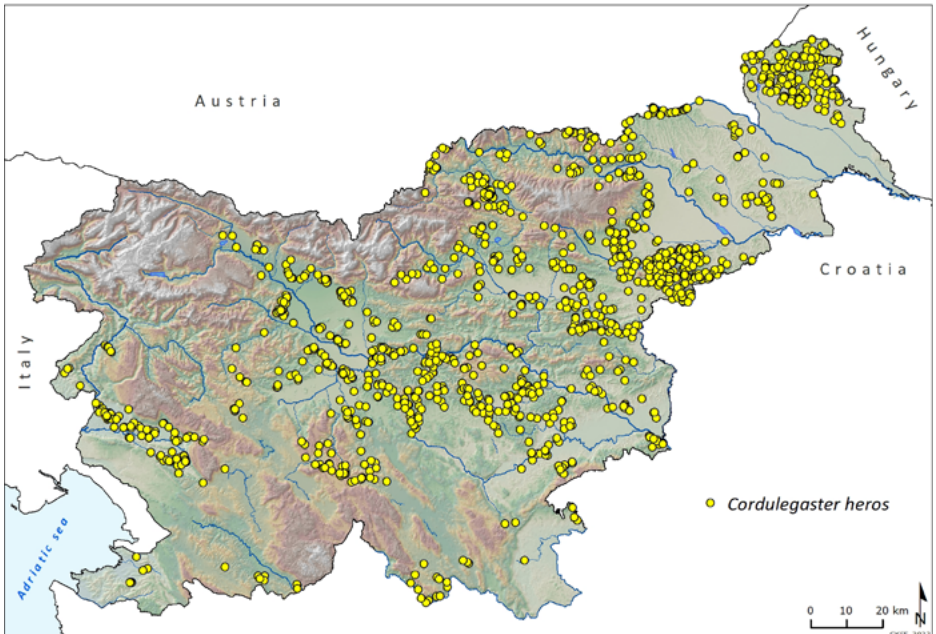 Austria
Hungary
Croatia
Italy
Cordulegaster heros
Adriatic sea
0 10 20 km
N